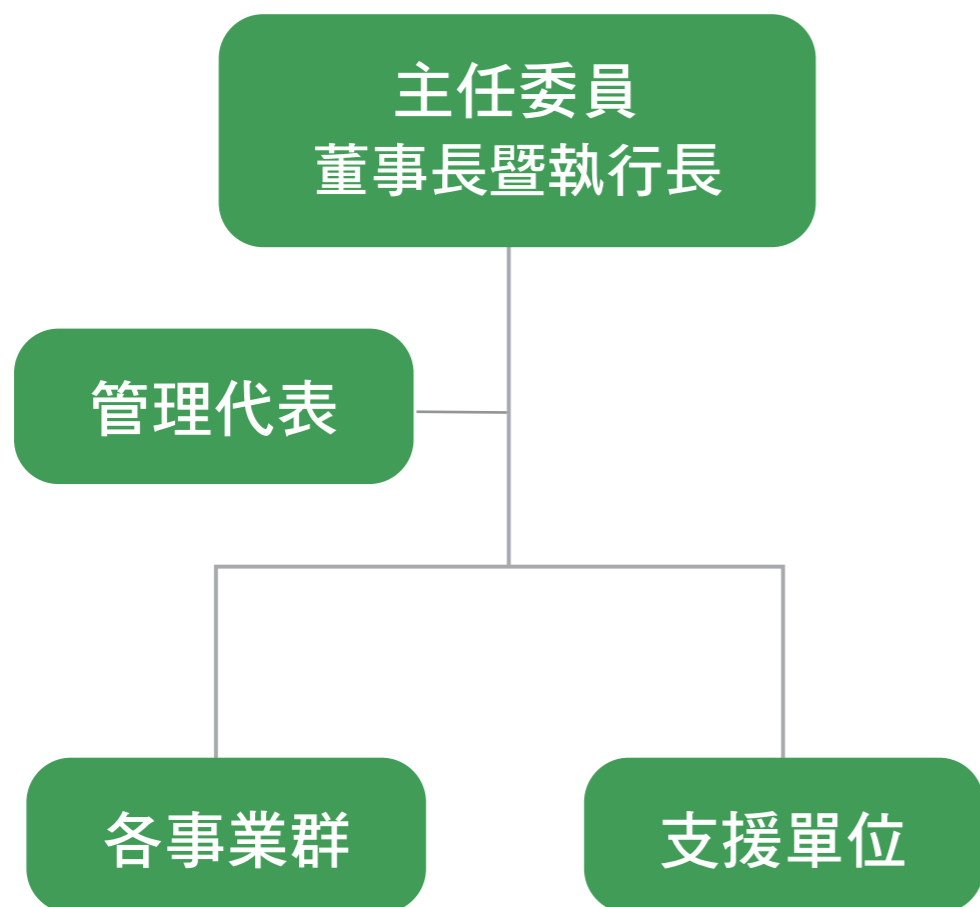 主任委員
董事長暨執行長
管理代表
各事業群
支援單位